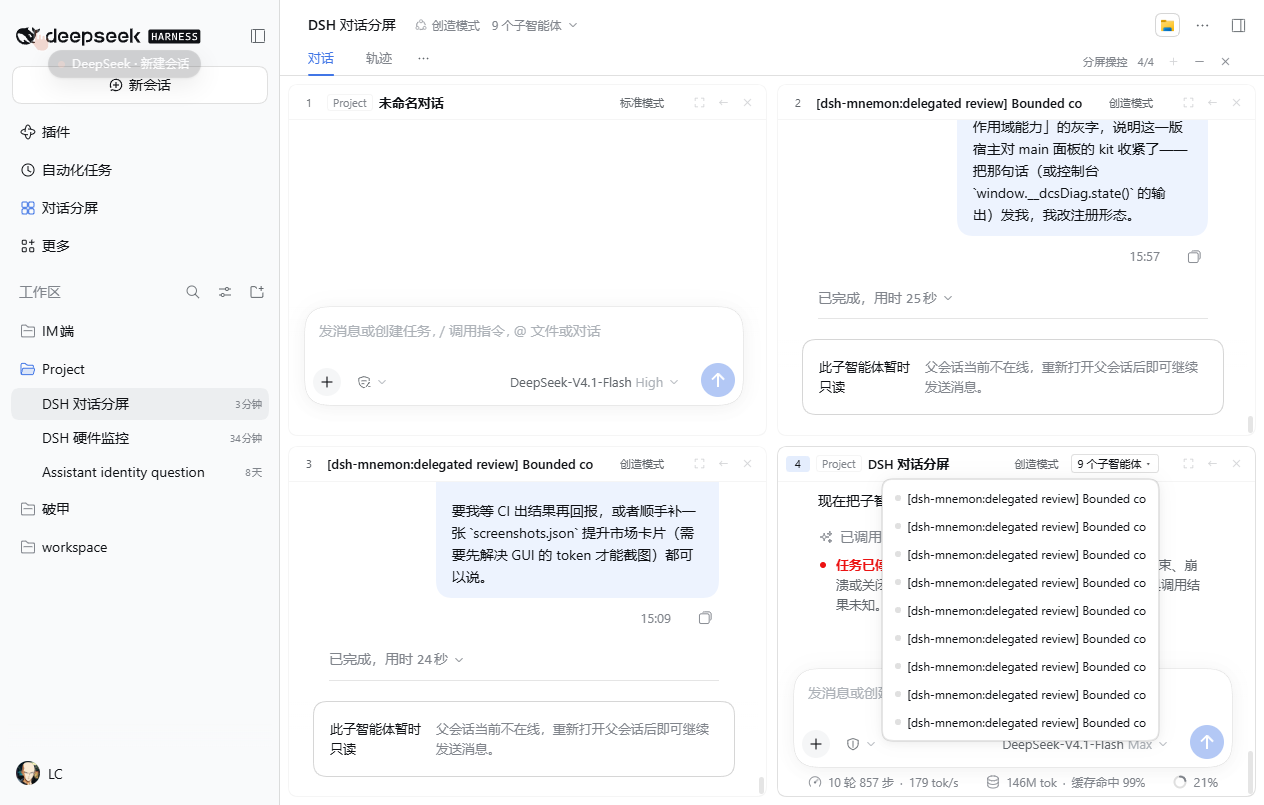 deepseek HARNESS
DeepSeek · 新建会话
新会话
插件
自动化任务
对话分屏
更多
工作区
IM端
Project
DSH 对话分屏 3分钟
DSH 硬件监控 34分钟
Assistant identity question 8天
破甲
workspace
LC
DSH 对话分屏 创造模式 9 个子智能体
对话 轨迹 ···
分屏操控 4/4
1 Project 未命名对话 标准模式
发消息或创建任务, / 调用指令, @ 文件或对话
DeepSeek-V4.1-Flash High
2 [dsh-mnemon:delegated review] Bounded co 创造模式
作用域能力」的灰字，说明这一版
宿主对 main 面板的 kit 收紧了——
把那句话（或控制台
`window.__dcsDiag.state()` 的输
出）发我，我改注册形态。
15:57
已完成，用时 25秒
此子智能体暂时
只读
父会话当前不在线，重新打开父会话后即可继续
发送消息。
3 [dsh-mnemon:delegated review] Bounded co 创造模式
要我等 CI 出结果再回报，或者顺手补一
张 `screenshots.json` 提升市场卡片（需
要先解决 GUI 的 token 才能截图）都可
以说。
15:09
已完成，用时 24秒
此子智能体暂时
只读
父会话当前不在线，重新打开父会话后即可继续
发送消息。
4 Project DSH 对话分屏 创造模式 9 个子智能体
现在把子
已调用
任务已 束、崩
溃或关 调用结
果未知。
[dsh-mnemon:delegated review] Bounded co
[dsh-mnemon:delegated review] Bounded co
[dsh-mnemon:delegated review] Bounded co
[dsh-mnemon:delegated review] Bounded co
[dsh-mnemon:delegated review] Bounded co
[dsh-mnemon:delegated review] Bounded co
[dsh-mnemon:delegated review] Bounded co
[dsh-mnemon:delegated review] Bounded co
[dsh-mnemon:delegated review] Bounded co
发消息或创
DeepSeek-V4.1-Flash Max
10 轮 857 步 · 179 tok/s 146M tok · 缓存命中 99% 21%